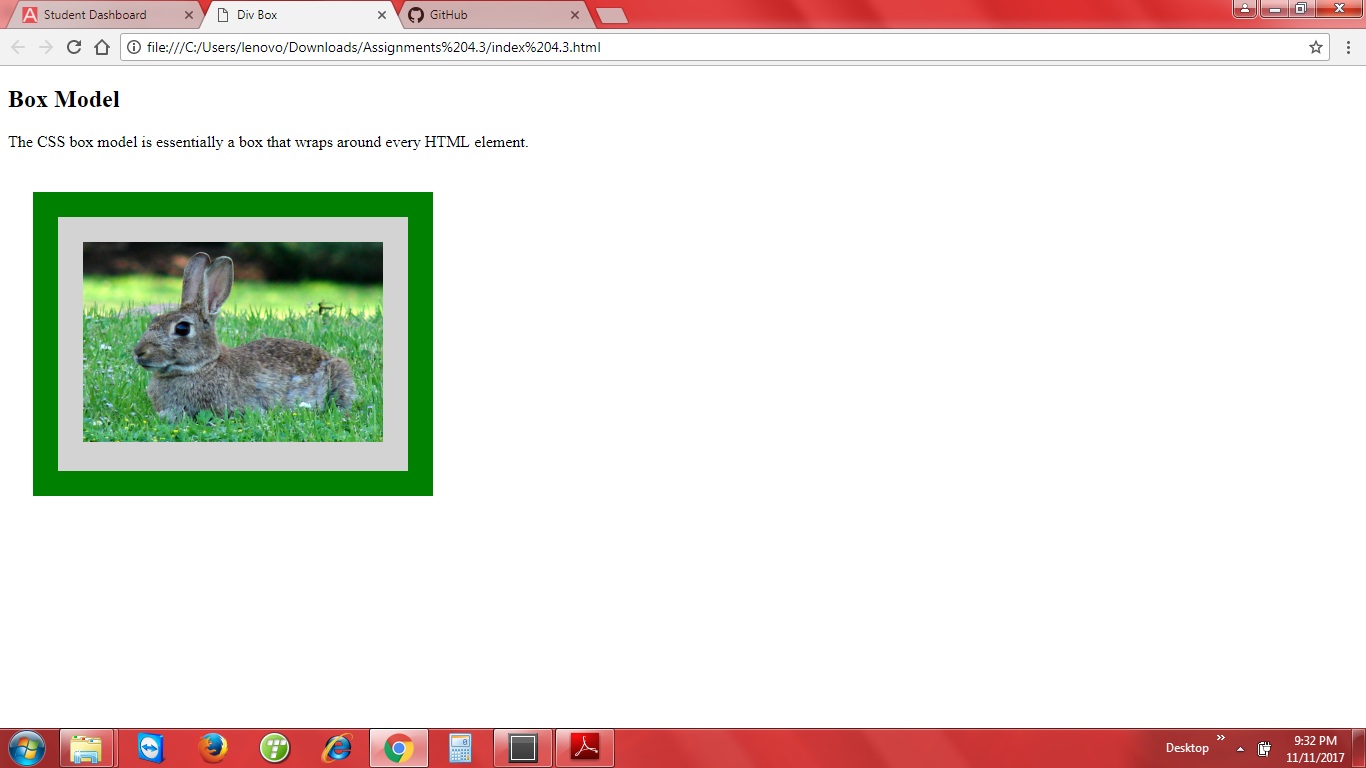 Student Dashboard
Div Box
GitHub
file:///C:/Users/lenovo/Downloads/Assignments%204.3/index%204.3.html
Box Model
The CSS box model is essentially a box that wraps around every HTML element.
Desktop
9:32 PM
11/11/2017